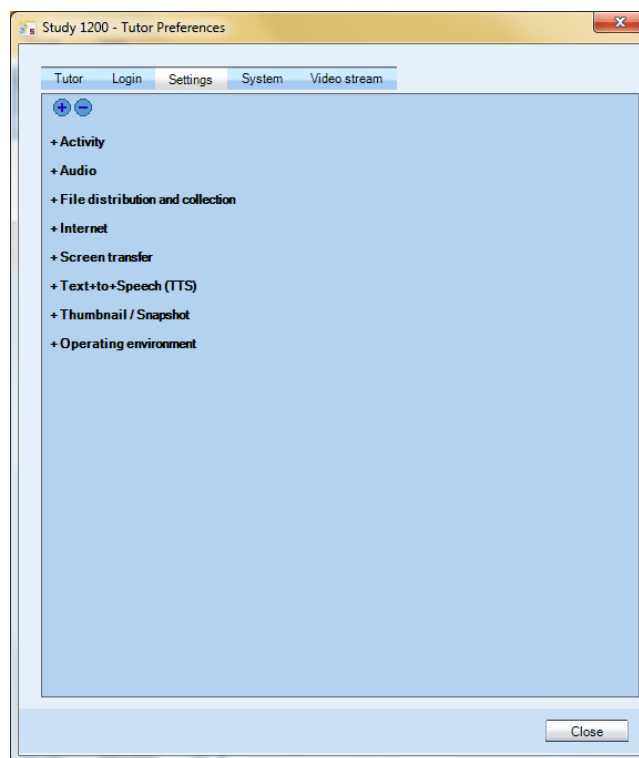 Study 1200 - Tutor Preferences
Tutor Login Settings System Video stream
+ Activity
+ Audio
+ File distribution and collection
+ Internet
+ Screen transfer
+ Text+to+Speech (TTS)
+ Thumbnail / Snapshot
+ Operating environment
Close